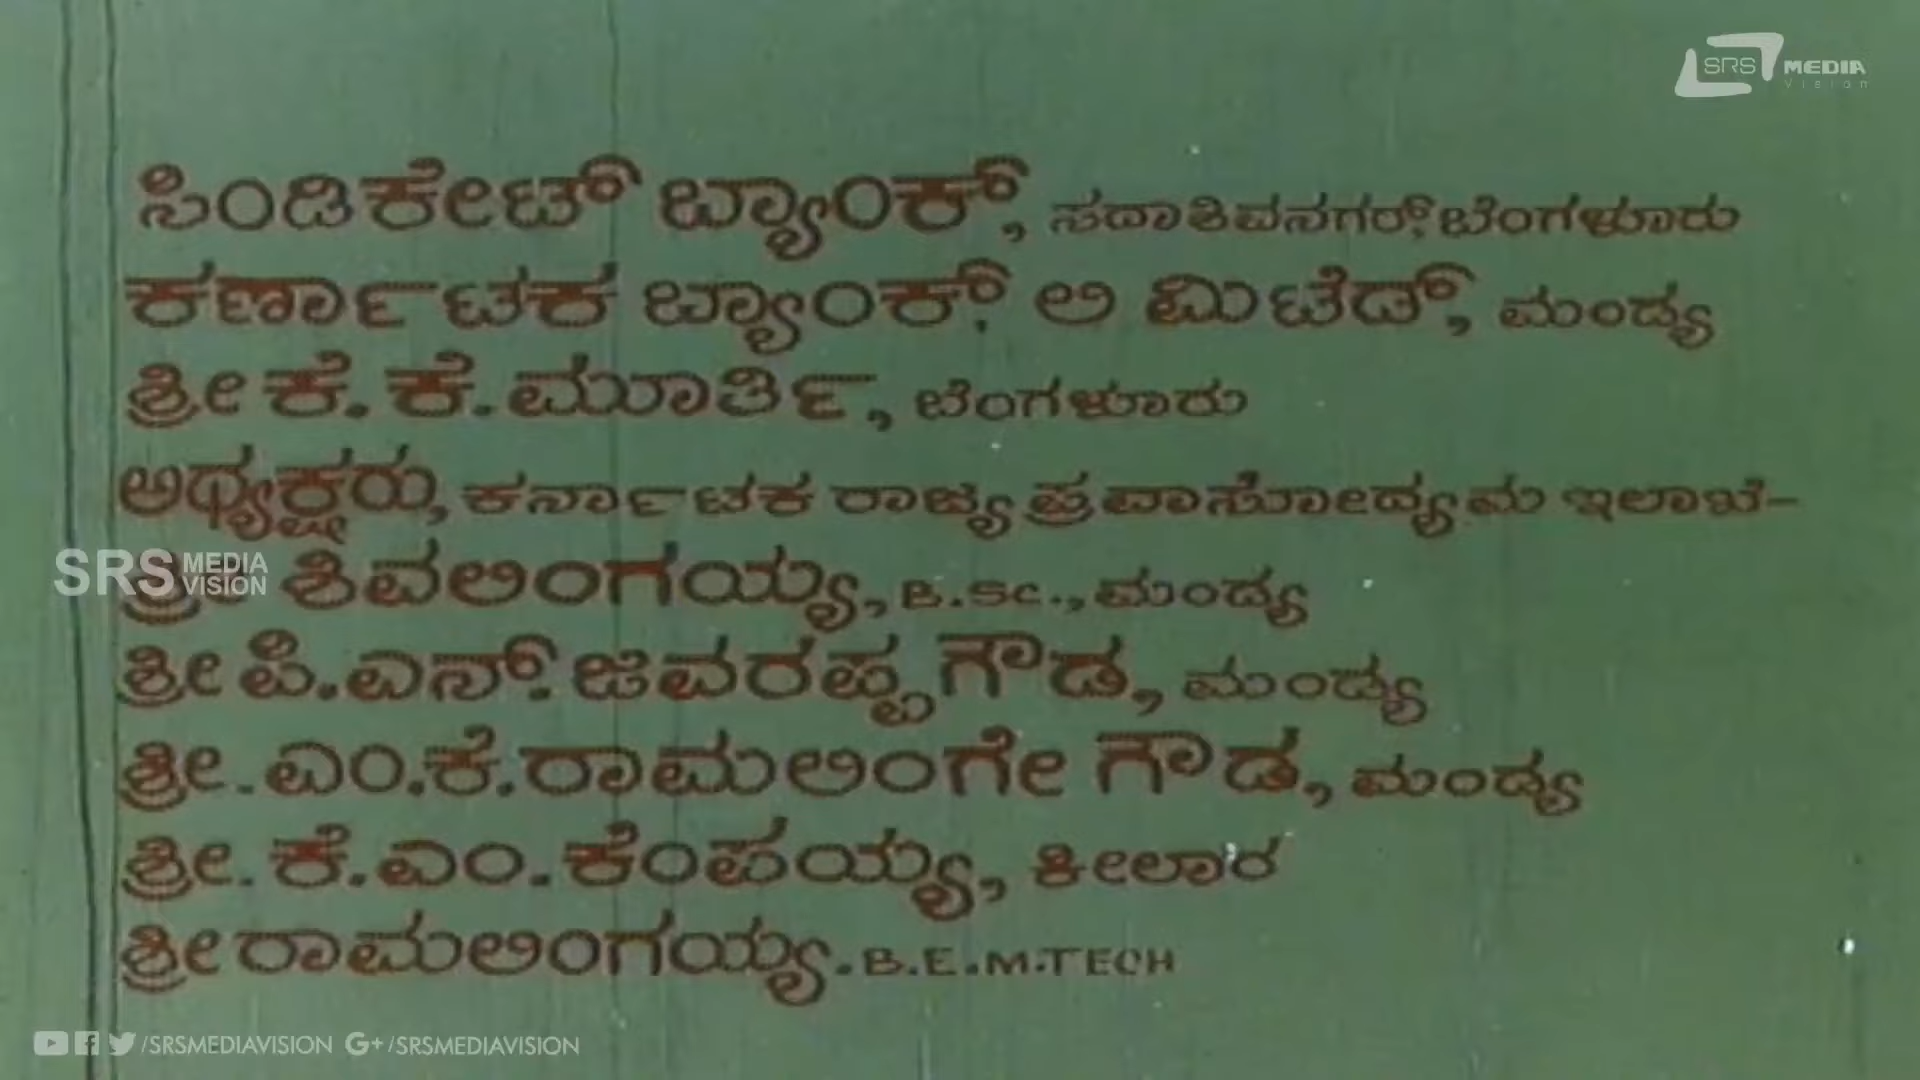 SRS MEDIA
Vision
ಸಿಂಡಿಕೇಟ್ ಬ್ಯಾಂಕ್, ಸದಾಶಿವನಗರ್, ಬೆಂಗಳೂರು
ಕರ್ಣಾಟಕ ಬ್ಯಾಂಕ್. ಲಿಮಿಟೆಡ್, ಮಂಡ್ಯ
ಶ್ರೀ ಕೆ. ಕೆ. ಮೂರ್ತಿ, ಬೆಂಗಳೂರು
ಅಧ್ಯಕ್ಷರು, ಕರ್ನಾಟಕ ರಾಜ್ಯ ಪ್ರವಾಸೋದ್ಯಮ ಇಲಾಖೆ-
SRS MEDIA VISION
ಶ್ರೀ ಶಿವಲಿಂಗಯ್ಯ, B.Sc., ಮಂಡ್ಯ
ಶ್ರೀ ಪಿ.ಎನ್. ಜವರಪ್ಪ ಗೌಡ, ಮಂಡ್ಯ
ಶ್ರೀ. ಎಂ.ಕೆ. ರಾಮಲಿಂಗೇ ಗೌಡ, ಮಂಡ್ಯ
ಶ್ರೀ. ಕೆ.ಎಂ. ಕೆಂಪಯ್ಯ, ಕೀಲಾರ
ಶ್ರೀ ರಾಮಲಿಂಗಯ್ಯ. B.E.M.TECH
/SRSMEDIAVISION G+/SRSMEDIAVISION